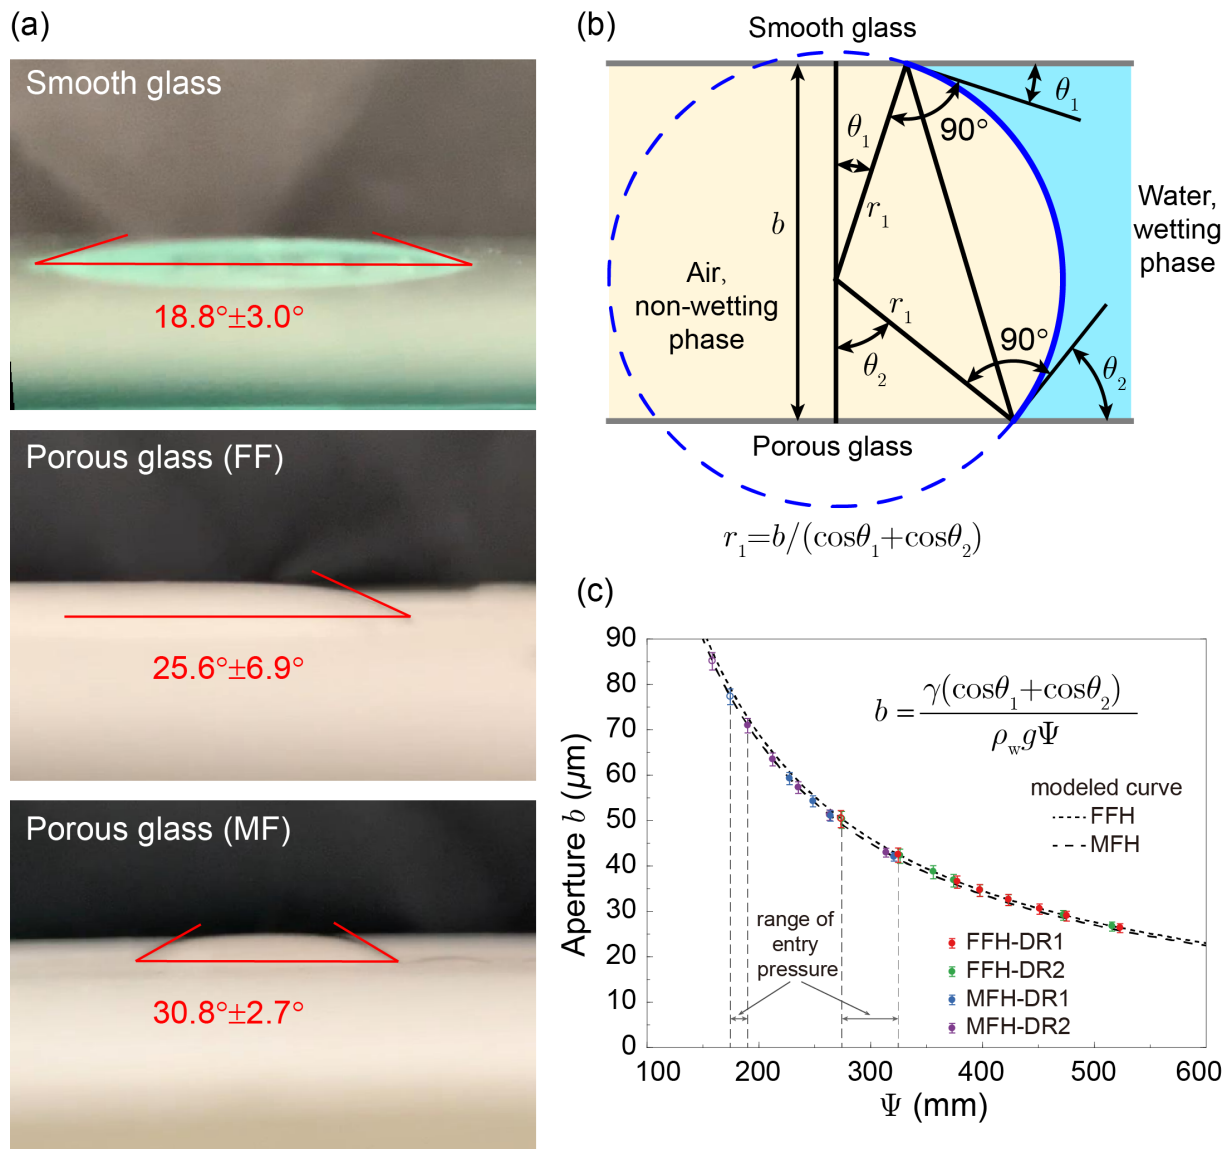 (a)
Smooth glass
18.8°±3.0°
Porous glass (FF)
25.6°±6.9°
Porous glass (MF)
30.8°±2.7°
(b)
Smooth glass
θ₁
90°
θ₁
b
r₁
Water,
wetting
phase
Air,
non-wetting
phase
r₁
θ₂
90°
θ₂
Porous glass
r₁=b/(cosθ₁+cosθ₂)
(c)
Aperture b (μm)
90
80
70
60
50
40
30
20
10
0
b = γ(cosθ₁+cosθ₂) / ρ_w gΨ
modeled curve
FFH
MFH
range of
entry
pressure
FFH-DR1
FFH-DR2
MFH-DR1
MFH-DR2
100 200 300 400 500 600
Ψ (mm)